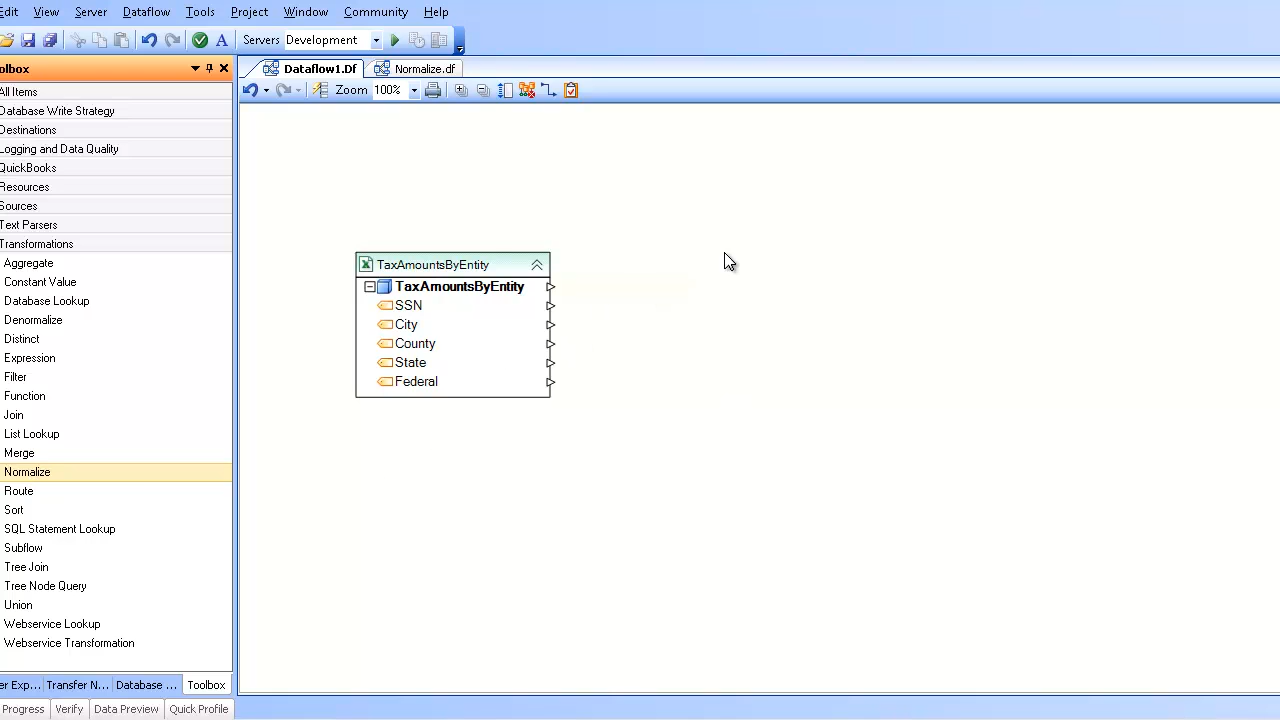 Edit View Server Dataflow Tools Project Window Community Help
Servers Development
olbox
Dataflow1.Df Normalize.df
Zoom 100%
All Items
Database Write Strategy
Destinations
Logging and Data Quality
QuickBooks
Resources
Sources
Text Parsers
Transformations
Aggregate
Constant Value
Database Lookup
Denormalize
Distinct
Expression
Filter
Function
Join
List Lookup
Merge
Normalize
Route
Sort
SQL Statement Lookup
Subflow
Tree Join
Tree Node Query
Union
Webservice Lookup
Webservice Transformation
TaxAmountsByEntity
TaxAmountsByEntity
SSN
City
County
State
Federal
er Exp... Transfer N... Database ... Toolbox
Progress Verify Data Preview Quick Profile